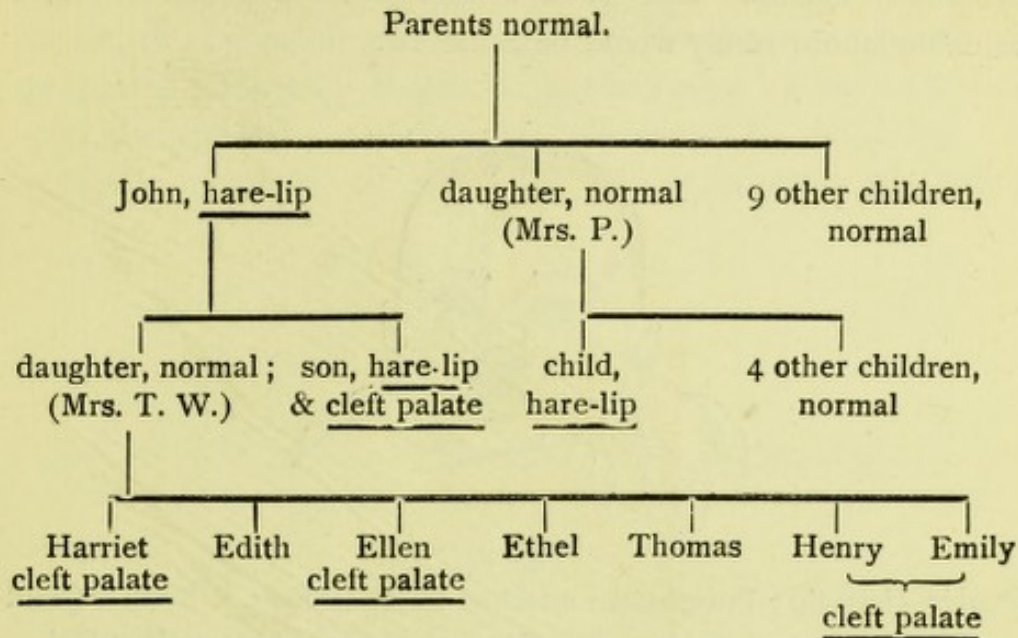 Parents normal.
John, hare-lip
daughter, normal
(Mrs. P.)
9 other children,
normal
daughter, normal;
(Mrs. T. W.)
son, hare-lip
& cleft palate
child,
hare-lip
4 other children,
normal
Harriet
cleft palate
Edith
Ellen
cleft palate
Ethel
Thomas
Henry
Emily
cleft palate